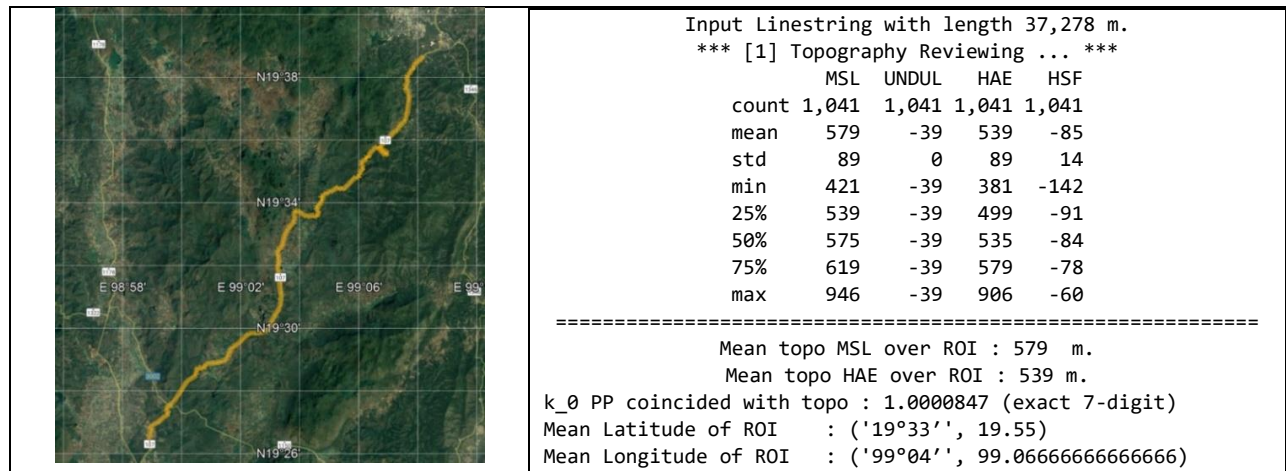 N19°38'
N19°34'
107
E 98°58'
E 99°02'
E 99°06'
E 99°
N19°30'
N19°26'
Input Linestring with length 37,278 m.
*** [1] Topography Reviewing ... ***
MSL UNDUL HAE HSF
count 1,041 1,041 1,041 1,041
mean 579 -39 539 -85
std 89 0 89 14
min 421 -39 381 -142
25% 539 -39 499 -91
50% 575 -39 535 -84
75% 619 -39 579 -78
max 946 -39 906 -60
============================================================
Mean topo MSL over ROI : 579 m.
Mean topo HAE over ROI : 539 m.
k_0 PP coincided with topo : 1.0000847 (exact 7-digit)
Mean Latitude of ROI : ('19°33′′', 19.55)
Mean Longitude of ROI : ('99°04′′', 99.06666666666666)